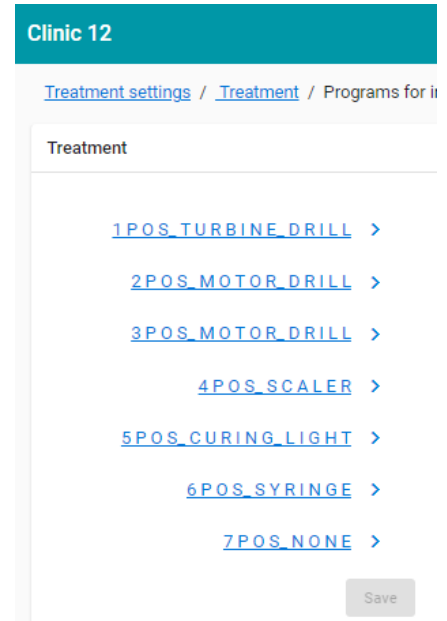 Clinic 12
Treatment settings / Treatment / Programs for
Treatment
1POS_TURBINE_DRILL >
2POS_MOTOR_DRILL >
3POS_MOTOR_DRILL >
4POS_SCALER >
5POS_CURING_LIGHT >
6POS_SYRINGE >
7POS_NONE >
Save